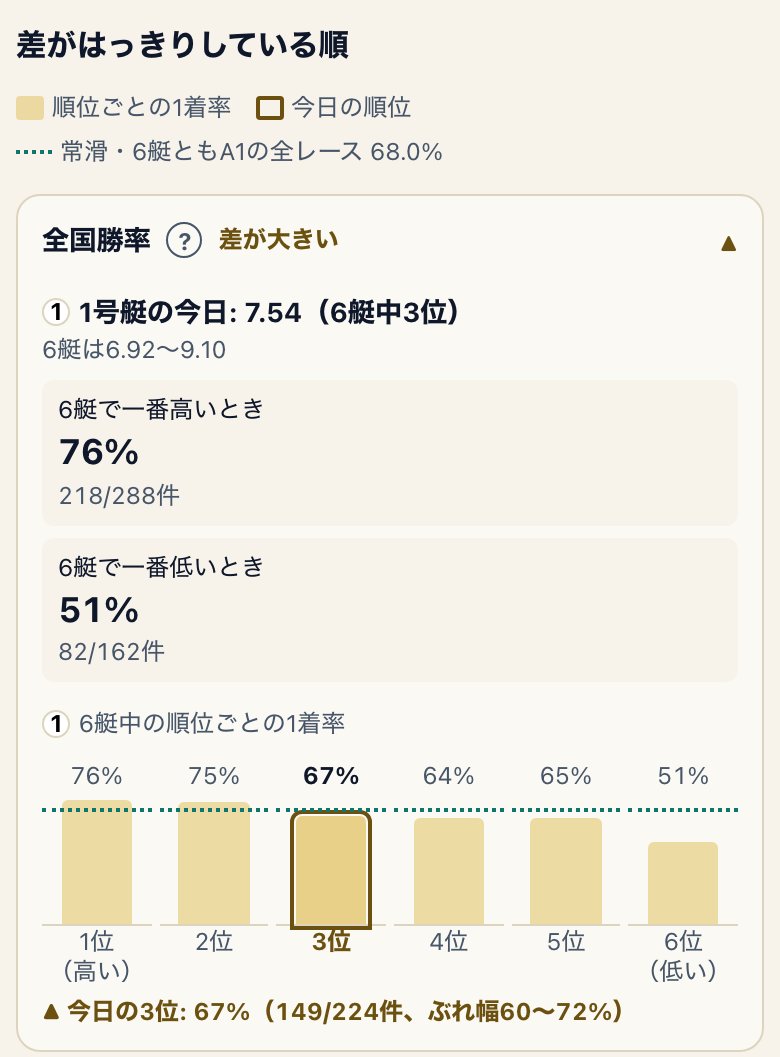 差がはっきりしている順
順位ごとの1着率 今日の順位
常滑・6艇ともA1の全レース 68.0%
全国勝率 ? 差が大きい ▲
1 1号艇の今日: 7.54（6艇中3位）
6艇は6.92〜9.10
6艇で一番高いとき
76%
218/288件
6艇で一番低いとき
51%
82/162件
1 6艇中の順位ごとの1着率
76% 75% 67% 64% 65% 51%
1位 2位 3位 4位 5位 6位
（高い） （低い）
▲ 今日の3位: 67%（149/224件、ぶれ幅60〜72%）